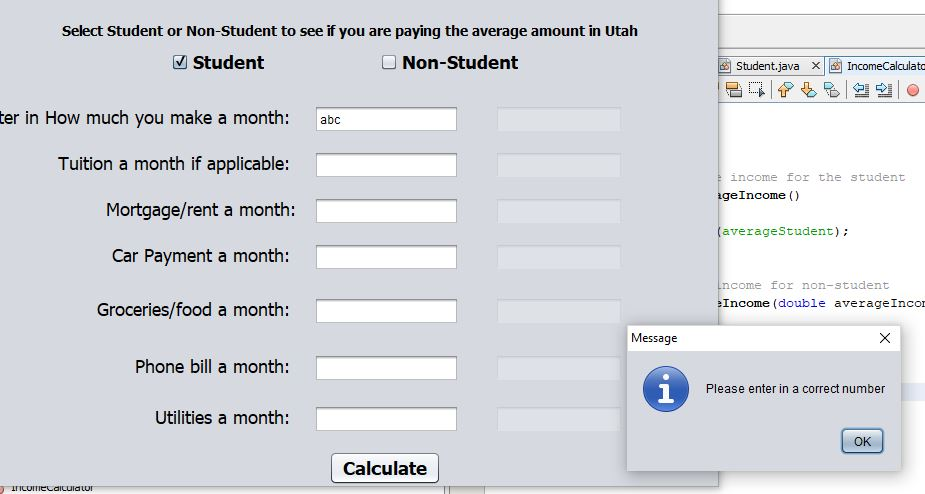 Select Student or Non-Student to see if you are paying the average amount in Utah
Student Non-Student
ter in How much you make a month: abc
Tuition a month if applicable:
Mortgage/rent a month:
Car Payment a month:
Groceries/food a month:
Phone bill a month:
Utilities a month:
Calculate
Student.java IncomeCalculato
income for the student
ageIncome()
(averageStudent);
income for non-student
eIncome(double averageIncon
Message
Please enter in a correct number
OK
IncomeCalculator